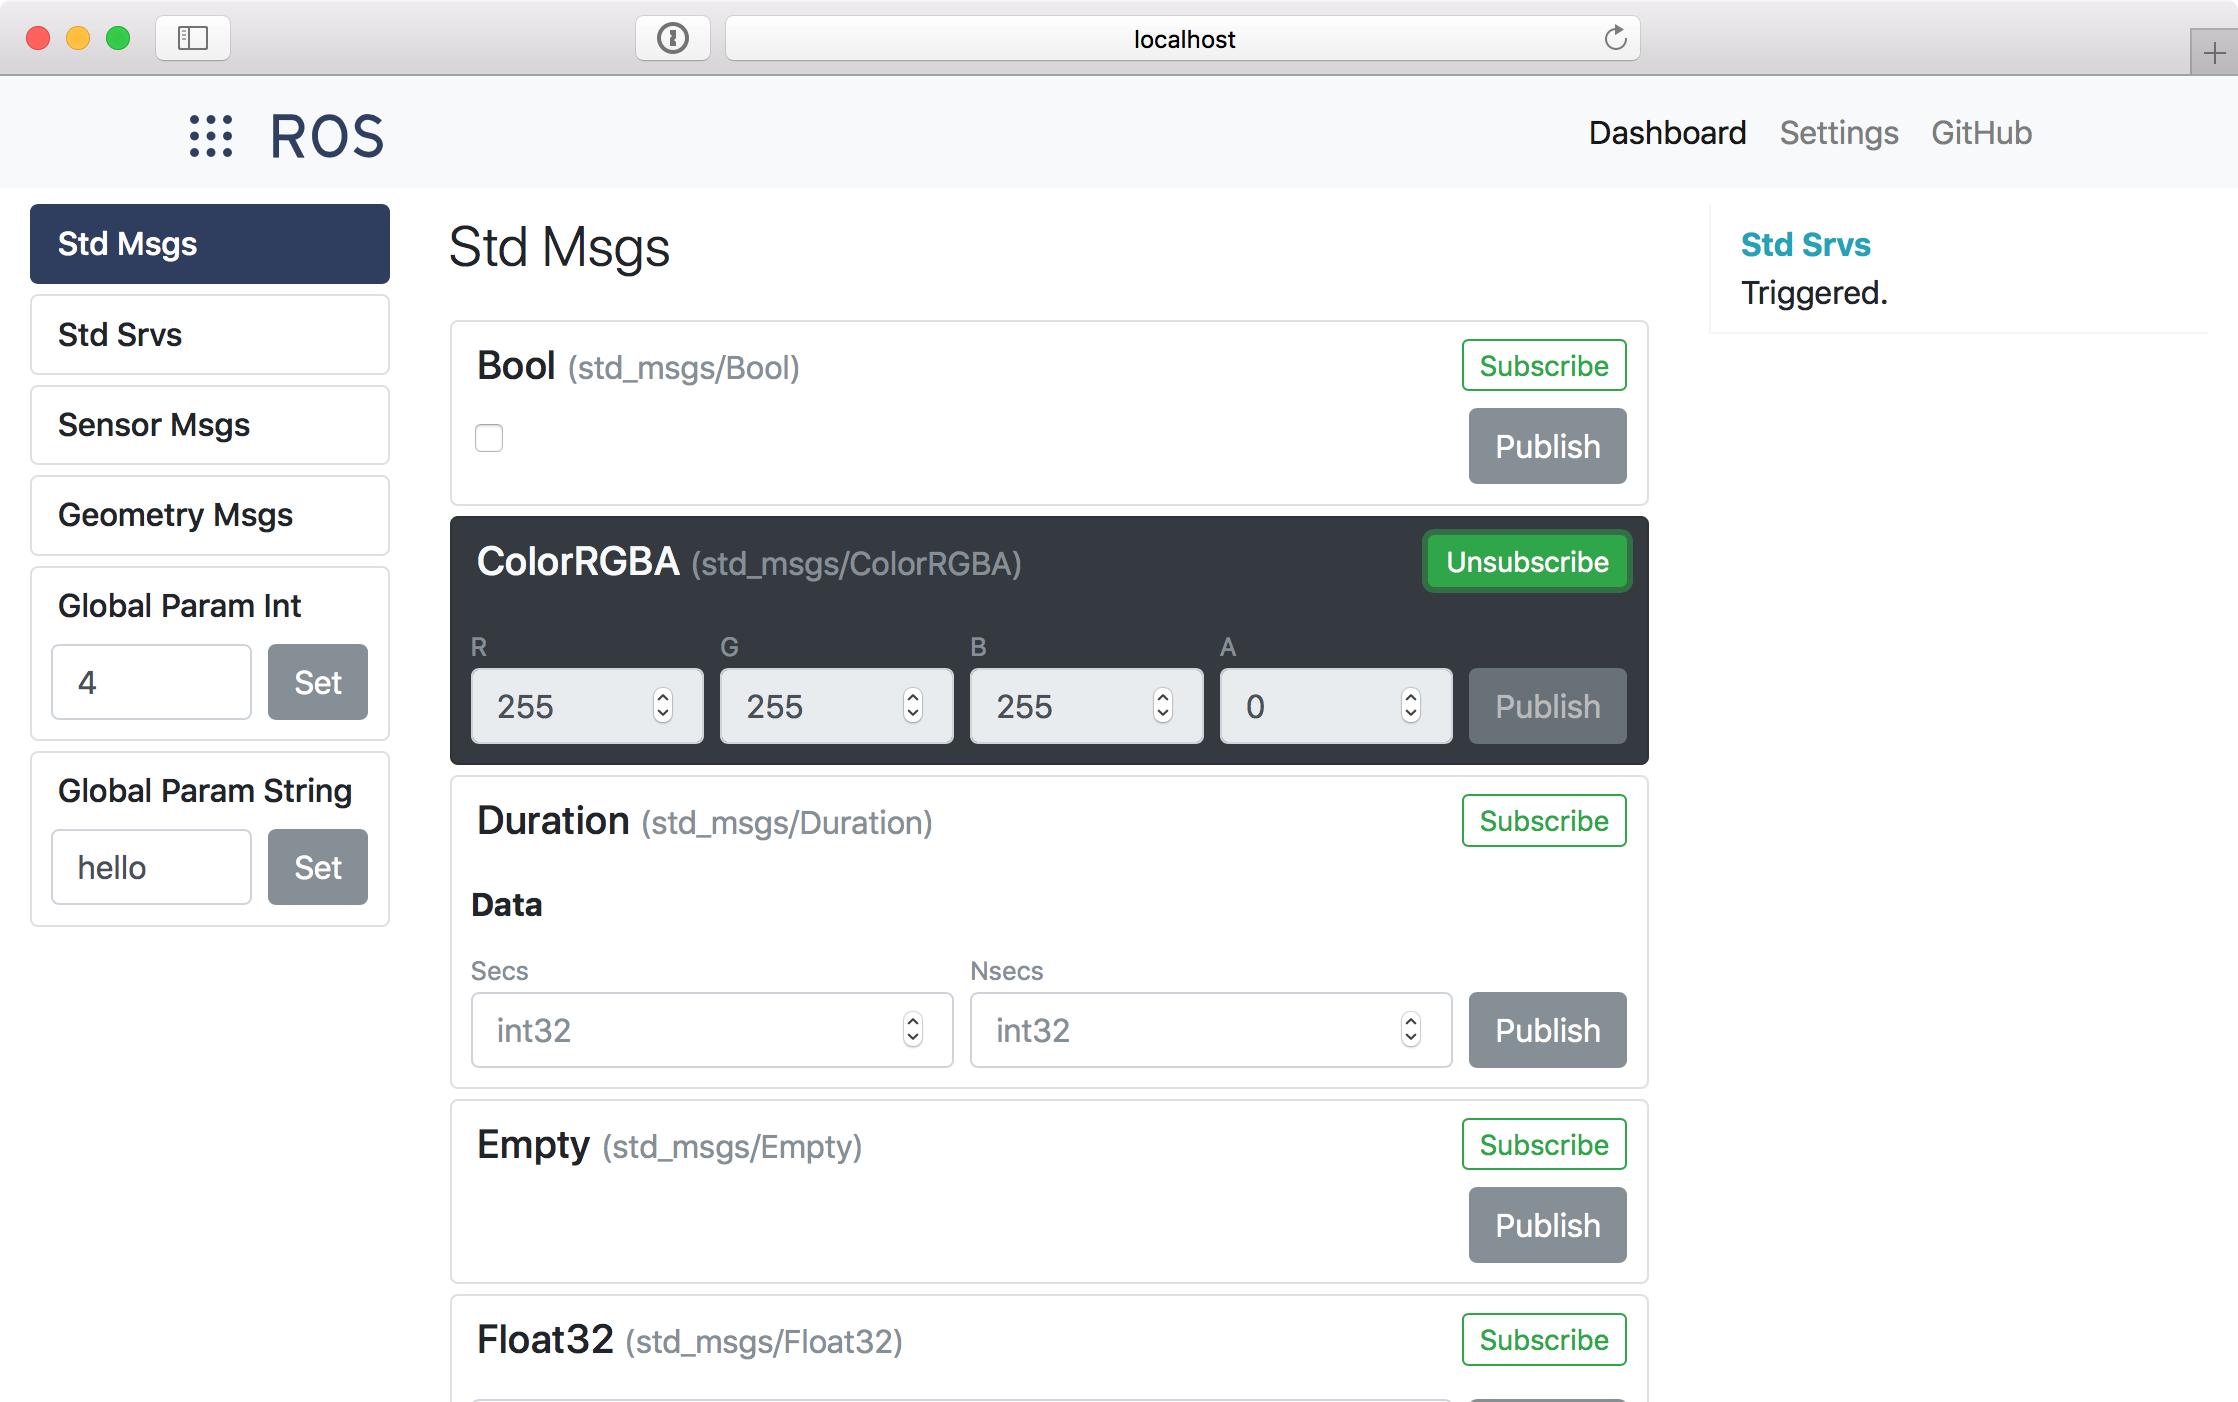 localhost
ROS
Dashboard Settings GitHub
Std Msgs
Std Srvs
Sensor Msgs
Geometry Msgs
Global Param Int
4 Set
Global Param String
hello Set
Std Msgs
Bool (std_msgs/Bool) Subscribe
Publish
ColorRGBA (std_msgs/ColorRGBA) Unsubscribe
R G B A
255 255 255 0 Publish
Duration (std_msgs/Duration) Subscribe
Data
Secs Nsecs
int32 int32 Publish
Empty (std_msgs/Empty) Subscribe
Publish
Float32 (std_msgs/Float32) Subscribe
Std Srvs
Triggered.